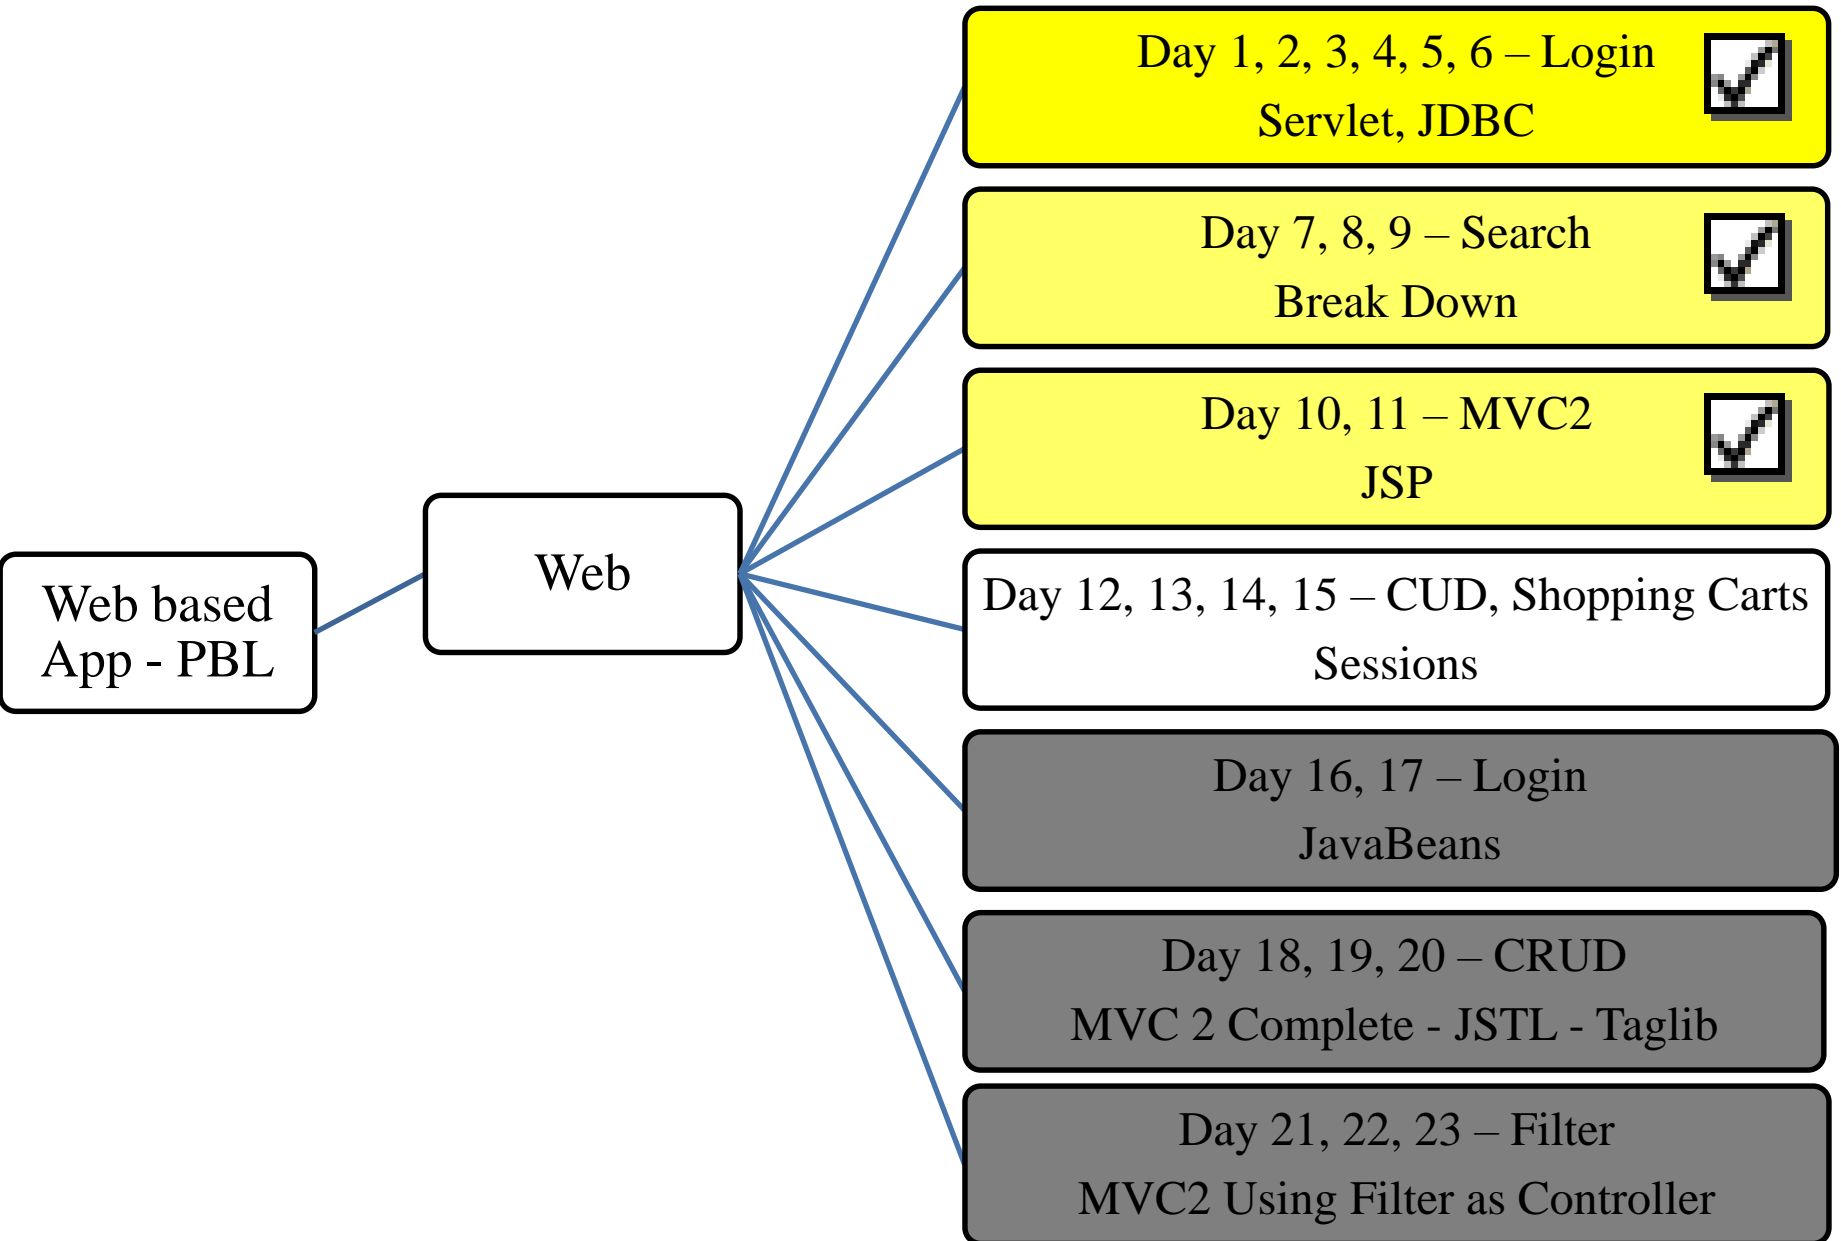 Day 1, 2, 3, 4, 5, 6 – Login
Servlet, JDBC
Day 7, 8, 9 – Search
Break Down
Day 10, 11 – MVC2
JSP
Web
Web based
App - PBL
Day 12, 13, 14, 15 – CUD, Shopping Carts
Sessions
Day 16, 17 – Login
JavaBeans
Day 18, 19, 20 – CRUD
MVC 2 Complete - JSTL - Taglib
Day 21, 22, 23 – Filter
MVC2 Using Filter as Controller